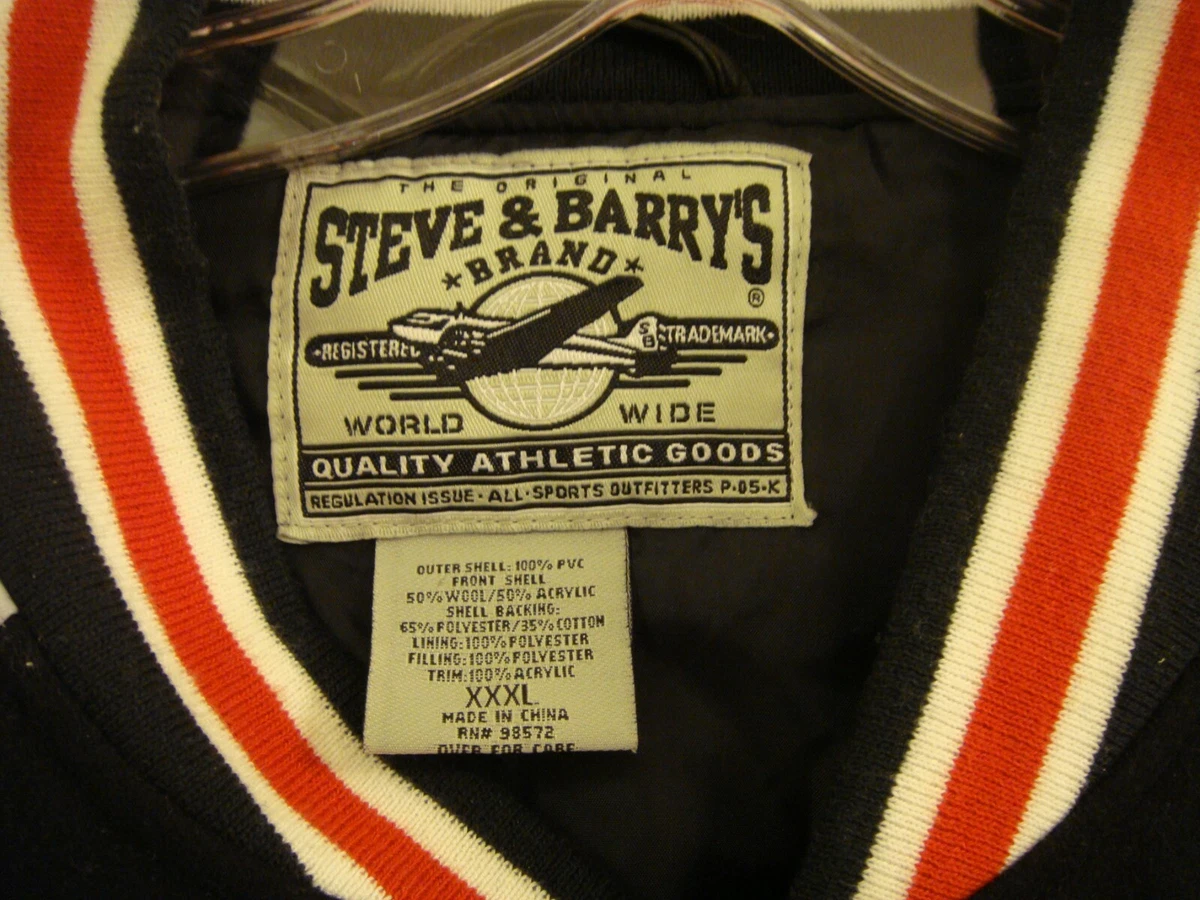 THE ORIGINAL
STEVE & BARRY'S
®
★BRAND★
•REGISTERED
SB
TRADEMARK•
WORLD WIDE
QUALITY ATHLETIC GOODS
REGULATION ISSUE • ALL • SPORTS OUTFITTERS P•05•K
OUTER SHELL: 100% PVC
FRONT SHELL
50% WOOL/50% ACRYLIC
SHELL BACKING:
65% POLYESTER/35% COTTON
LINING: 100% POLYESTER
FILLING: 100% POLYESTER
TRIM: 100% ACRYLIC
XXXL
MADE IN CHINA
RN# 98572
OVER FOR CARE